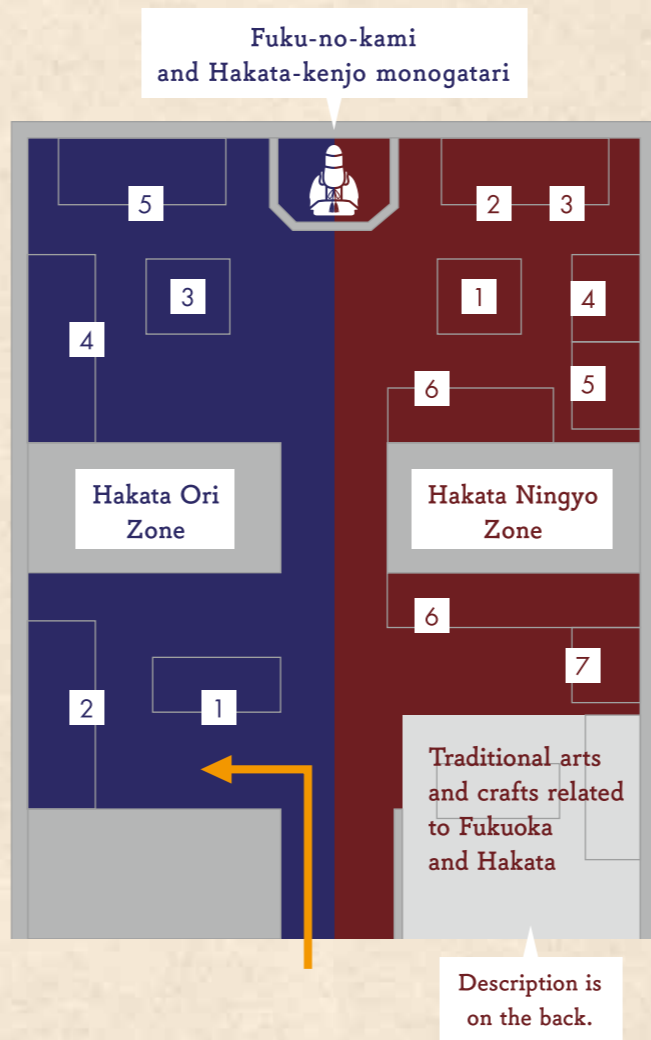 Fuku-no-kami
and Hakata-kenjo monogatari
5
2
3
3
1
4
4
5
6
Hakata Ori
Zone
Hakata Ningyo
Zone
6
7
2
1
Traditional arts
and crafts related
to Fukuoka
and Hakata
Description is
on the back.